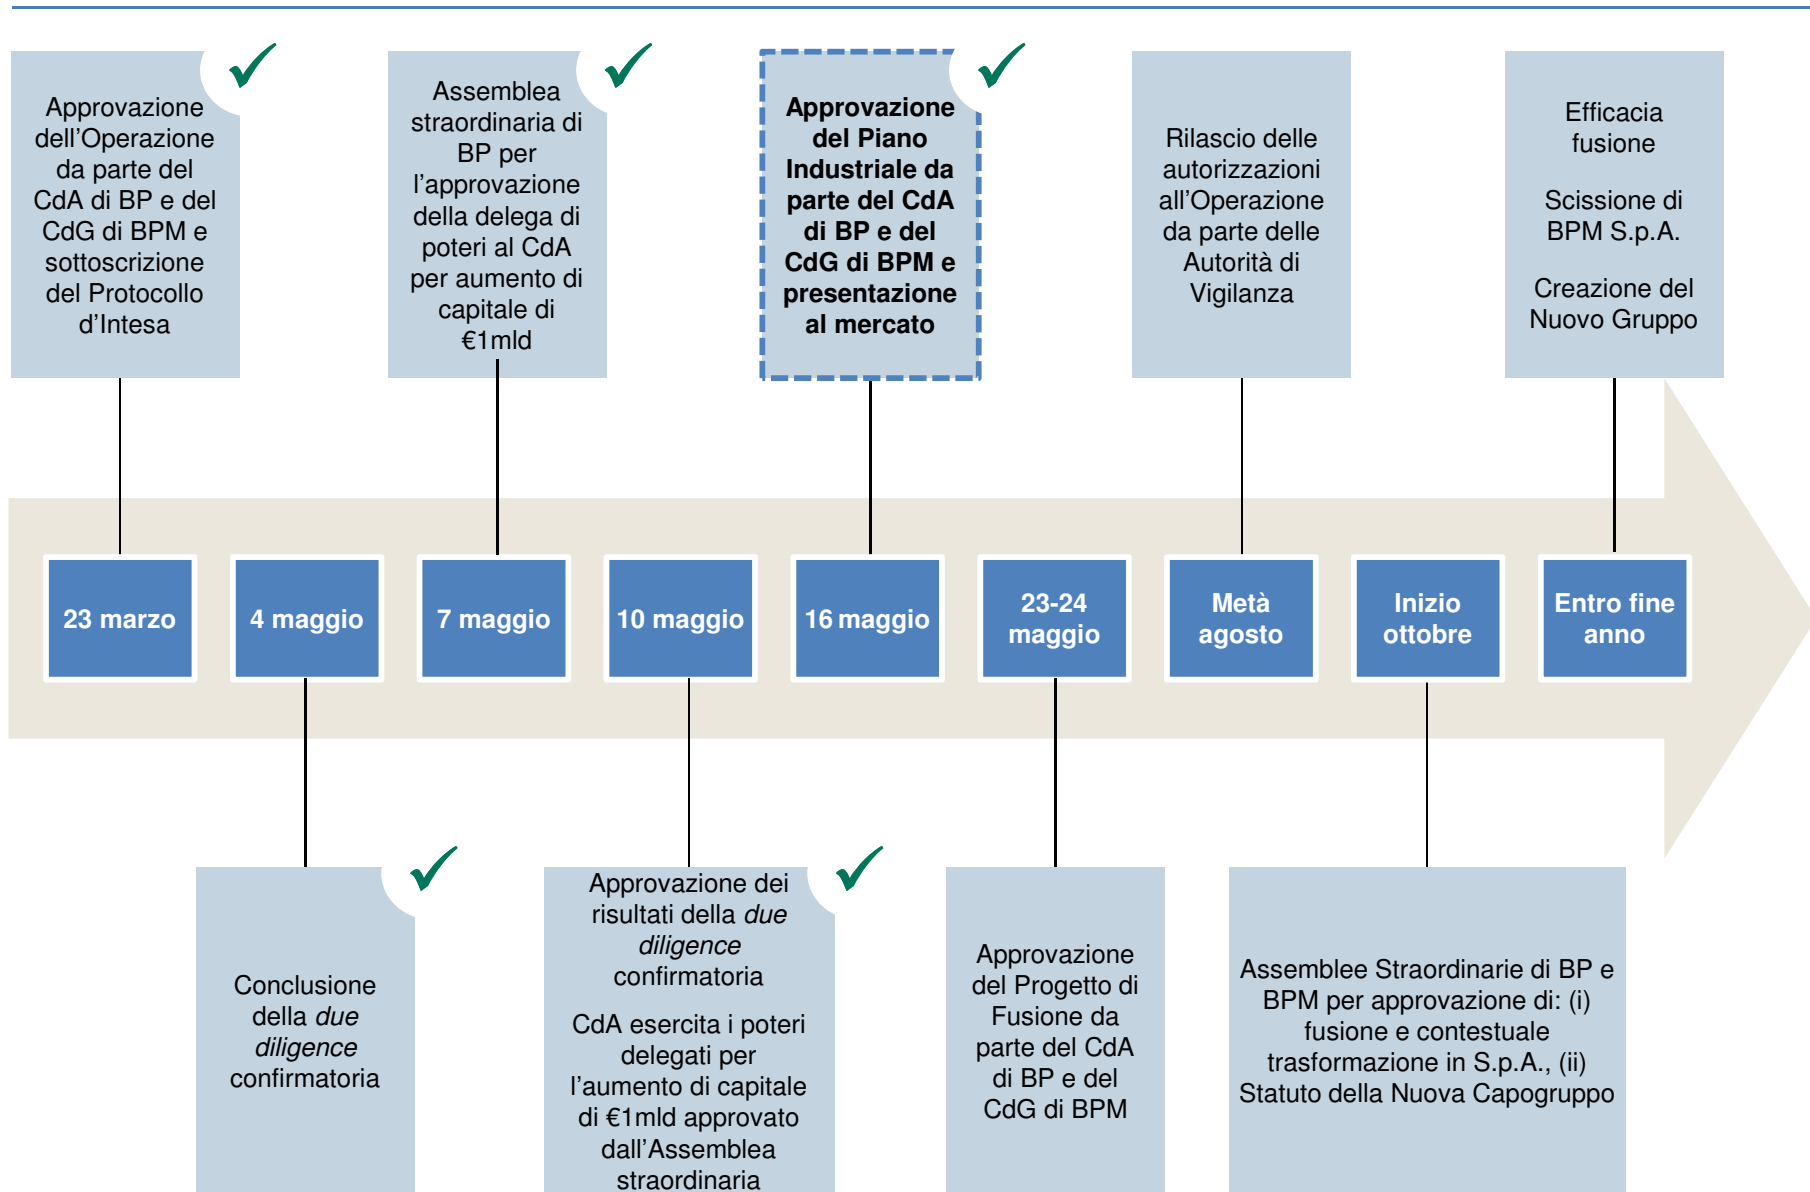 Approvazione
dell’Operazione
da parte del
CdA di BP e del
CdG di BPM e
sottoscrizione
del Protocollo
d’Intesa
Assemblea
straordinaria di
BP per
l’approvazione
della delega di
poteri al CdA
per aumento di
capitale di
€1mld
Approvazione
del Piano
Industriale da
parte del CdA
di BP e del
CdG di BPM e
presentazione
al mercato
Rilascio delle
autorizzazioni
all’Operazione
da parte delle
Autorità di
Vigilanza
Efficacia
fusione
Scissione di
BPM S.p.A.
Creazione del
Nuovo Gruppo
23 marzo
4 maggio
7 maggio
10 maggio
16 maggio
23-24
maggio
Metà
agosto
Inizio
ottobre
Entro fine
anno
Conclusione
della due
diligence
confirmatoria
Approvazione dei
risultati della due
diligence
confirmatoria
CdA esercita i poteri
delegati per
l’aumento di capitale
di €1mld approvato
dall’Assemblea
straordinaria
Approvazione
del Progetto di
Fusione da
parte del CdA
di BP e del
CdG di BPM
Assemblee Straordinarie di BP e
BPM per approvazione di: (i)
fusione e contestuale
trasformazione in S.p.A., (ii)
Statuto della Nuova Capogruppo